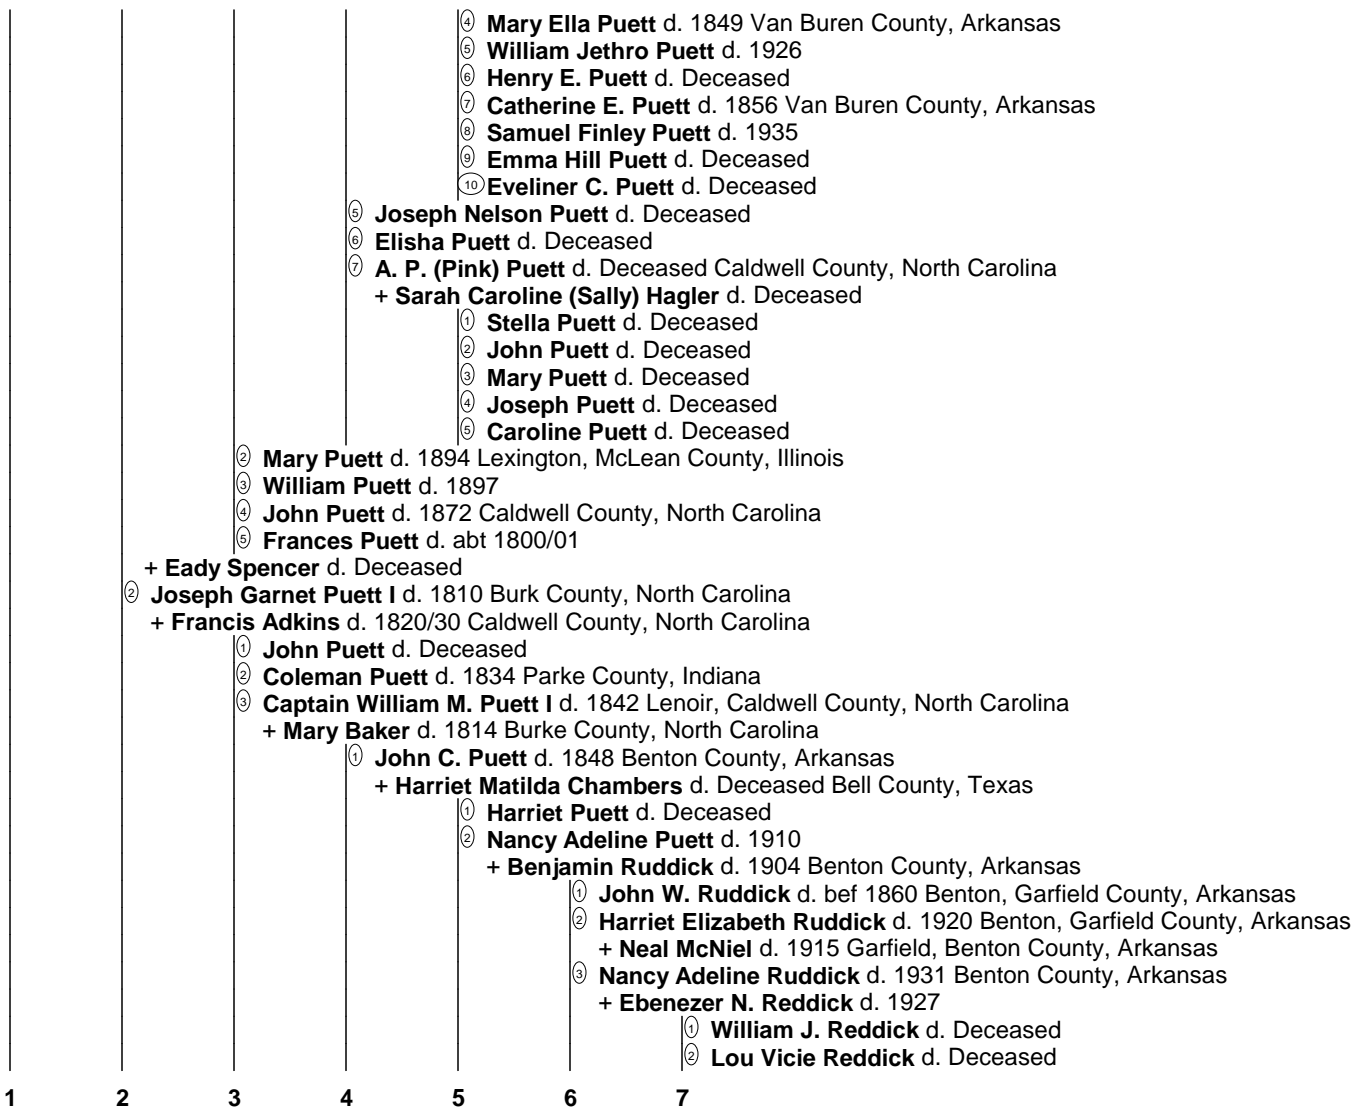 4 Mary Ella Puett d. 1849 Van Buren County, Arkansas
5 William Jethro Puett d. 1926
6 Henry E. Puett d. Deceased
7 Catherine E. Puett d. 1856 Van Buren County, Arkansas
8 Samuel Finley Puett d. 1935
9 Emma Hill Puett d. Deceased
10 Eveliner C. Puett d. Deceased
5 Joseph Nelson Puett d. Deceased
6 Elisha Puett d. Deceased
7 A. P. (Pink) Puett d. Deceased Caldwell County, North Carolina
+ Sarah Caroline (Sally) Hagler d. Deceased
1 Stella Puett d. Deceased
2 John Puett d. Deceased
3 Mary Puett d. Deceased
4 Joseph Puett d. Deceased
5 Caroline Puett d. Deceased
2 Mary Puett d. 1894 Lexington, McLean County, Illinois
3 William Puett d. 1897
4 John Puett d. 1872 Caldwell County, North Carolina
5 Frances Puett d. abt 1800/01
+ Eady Spencer d. Deceased
2 Joseph Garnet Puett I d. 1810 Burk County, North Carolina
+ Francis Adkins d. 1820/30 Caldwell County, North Carolina
1 John Puett d. Deceased
2 Coleman Puett d. 1834 Parke County, Indiana
3 Captain William M. Puett I d. 1842 Lenoir, Caldwell County, North Carolina
+ Mary Baker d. 1814 Burke County, North Carolina
1 John C. Puett d. 1848 Benton County, Arkansas
+ Harriet Matilda Chambers d. Deceased Bell County, Texas
1 Harriet Puett d. Deceased
2 Nancy Adeline Puett d. 1910
+ Benjamin Ruddick d. 1904 Benton County, Arkansas
1 John W. Ruddick d. bef 1860 Benton, Garfield County, Arkansas
2 Harriet Elizabeth Ruddick d. 1920 Benton, Garfield County, Arkansas
+ Neal McNiel d. 1915 Garfield, Benton County, Arkansas
3 Nancy Adeline Ruddick d. 1931 Benton County, Arkansas
+ Ebenezer N. Reddick d. 1927
1 William J. Reddick d. Deceased
2 Lou Vicie Reddick d. Deceased
1 2 3 4 5 6 7